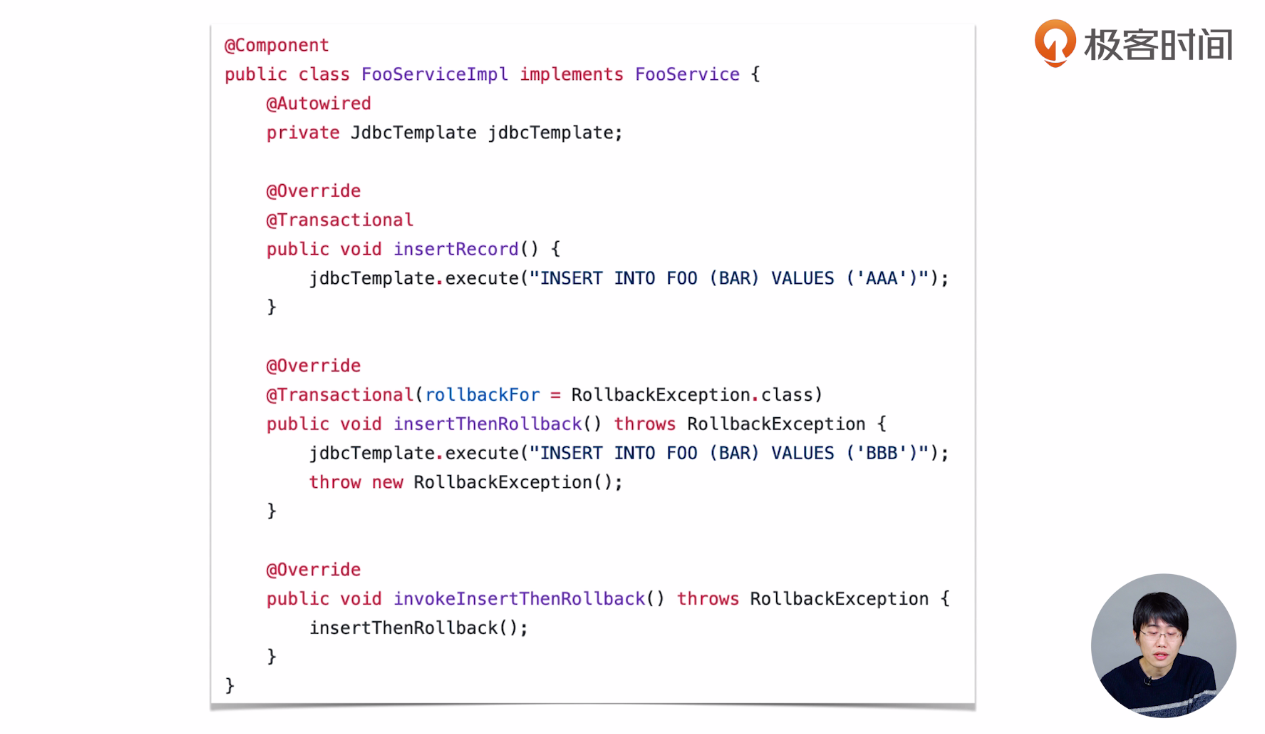 @Component
public class FooServiceImpl implements FooService {
    @Autowired
    private JdbcTemplate jdbcTemplate;

    @Override
    @Transactional
    public void insertRecord() {
        jdbcTemplate.execute("INSERT INTO FOO (BAR) VALUES ('AAA')");
    }

    @Override
    @Transactional(rollbackFor = RollbackException.class)
    public void insertThenRollback() throws RollbackException {
        jdbcTemplate.execute("INSERT INTO FOO (BAR) VALUES ('BBB')");
        throw new RollbackException();
    }

    @Override
    public void invokeInsertThenRollback() throws RollbackException {
        insertThenRollback();
    }
}
极客时间